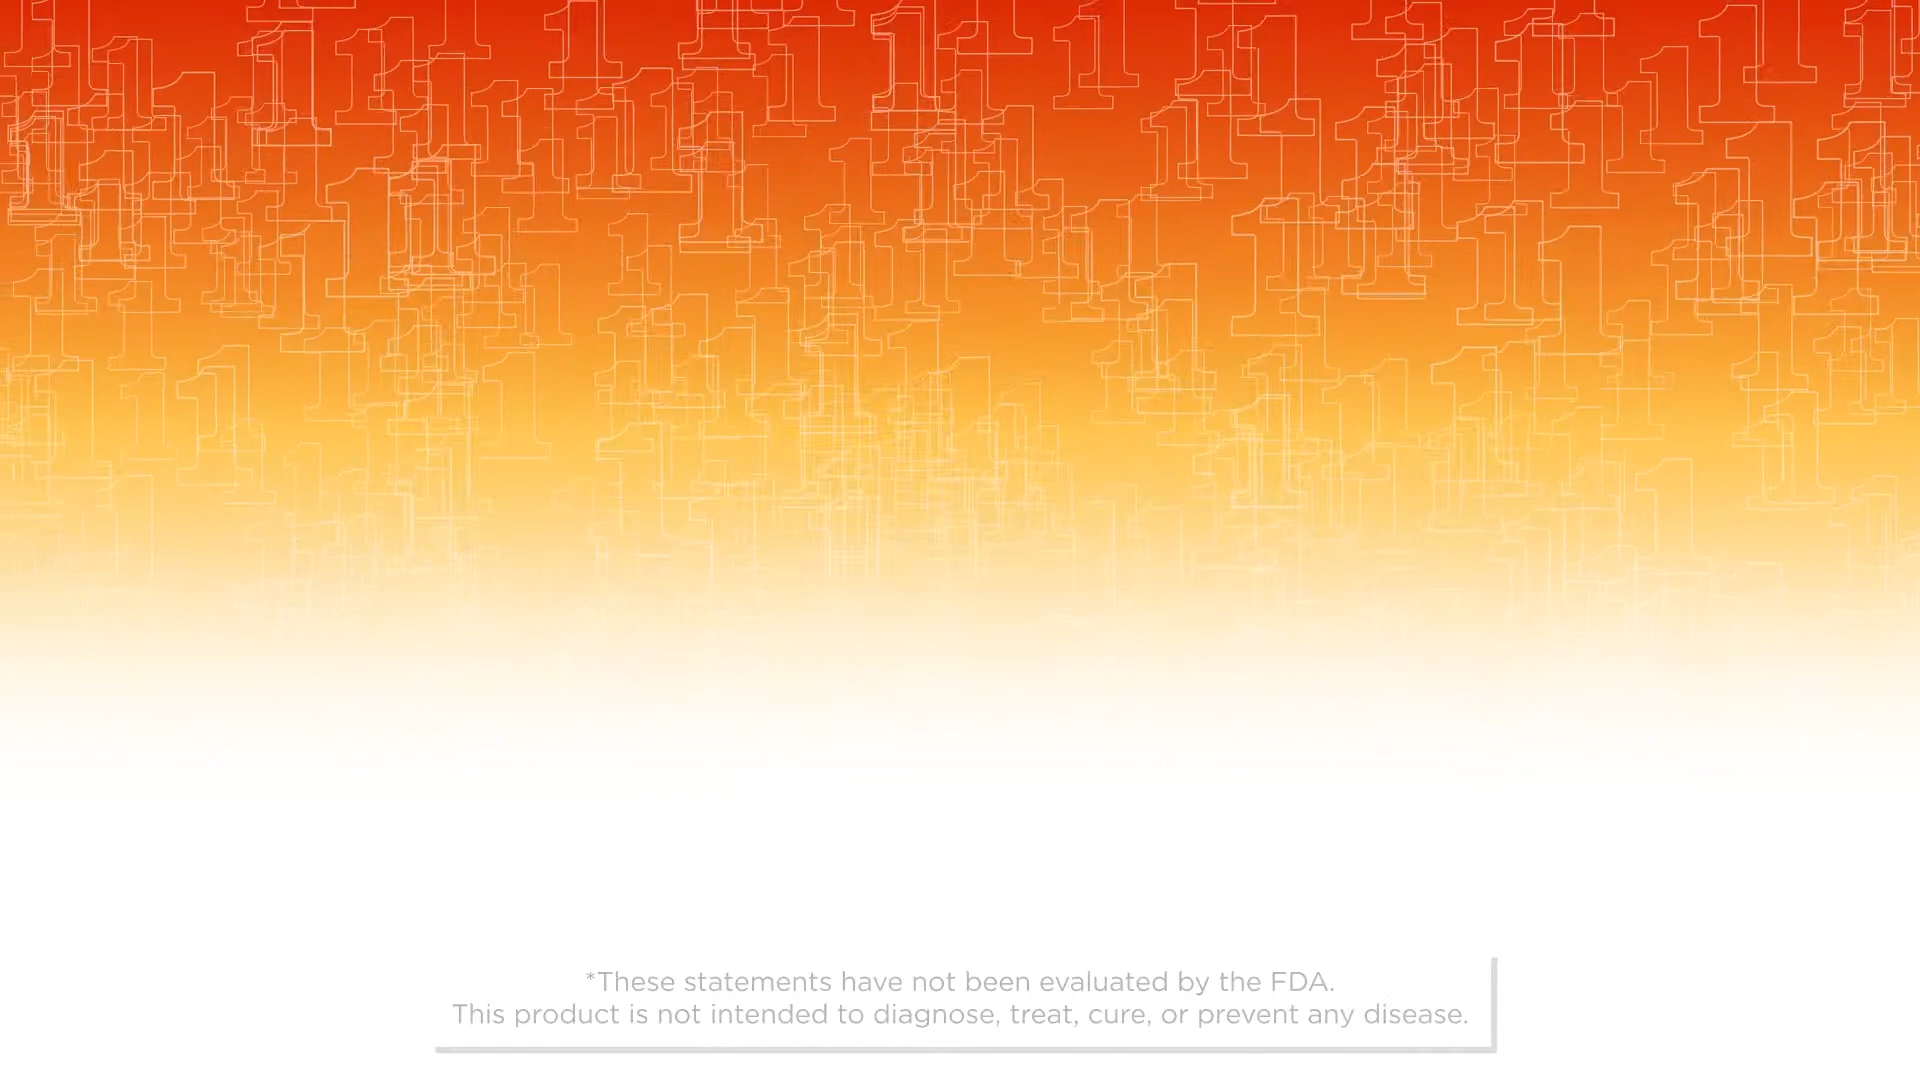 *These statements have not been evaluated by the FDA.
This product is not intended to diagnose, treat, cure, or prevent any disease.